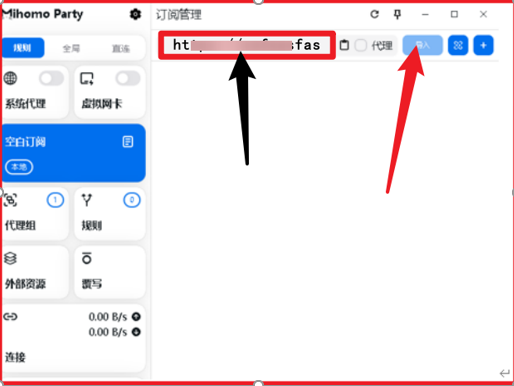 Mihomo Party
订阅管理
规则 全局 直连
代理
导入
系统代理 虚拟网卡
空白订阅
本地
1
0
代理组 规则
外部资源 覆写
0.00 B/s
0.00 B/s
连接